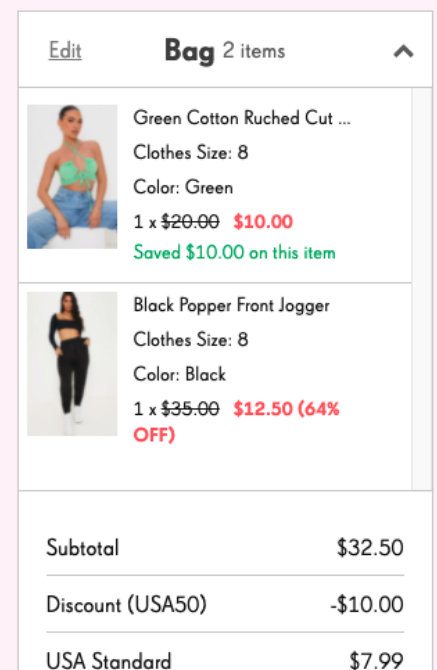 Edit Bag 2 items
Green Cotton Ruched Cut ...
Clothes Size: 8
Color: Green
1 x $20.00 $10.00
Saved $10.00 on this item
Black Popper Front Jogger
Clothes Size: 8
Color: Black
1 x $35.00 $12.50 (64%
OFF)
Subtotal $32.50
Discount (USA50) -$10.00
USA Standard $7.99